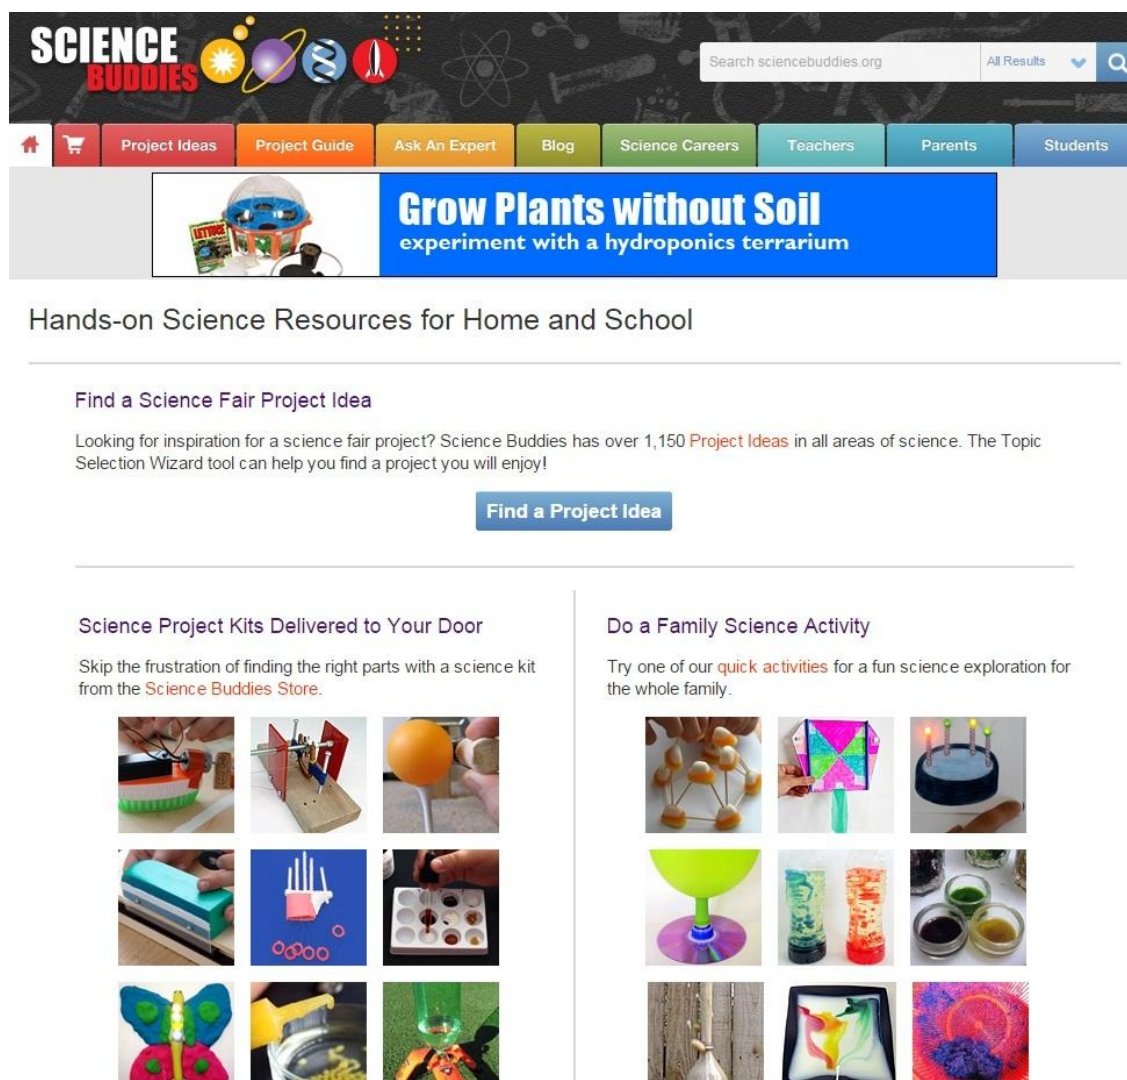 SCIENCE
BUDDIES
Search sciencebuddies.org
All Results
Project Ideas
Project Guide
Ask An Expert
Blog
Science Careers
Teachers
Parents
Students
LETTUCE
Grow Plants without Soil
experiment with a hydroponics terrarium
Hands-on Science Resources for Home and School
Find a Science Fair Project Idea
Looking for inspiration for a science fair project? Science Buddies has over 1,150 Project Ideas in all areas of science. The Topic
Selection Wizard tool can help you find a project you will enjoy!
Find a Project Idea
Science Project Kits Delivered to Your Door
Skip the frustration of finding the right parts with a science kit
from the Science Buddies Store.
Do a Family Science Activity
Try one of our quick activities for a fun science exploration for
the whole family.